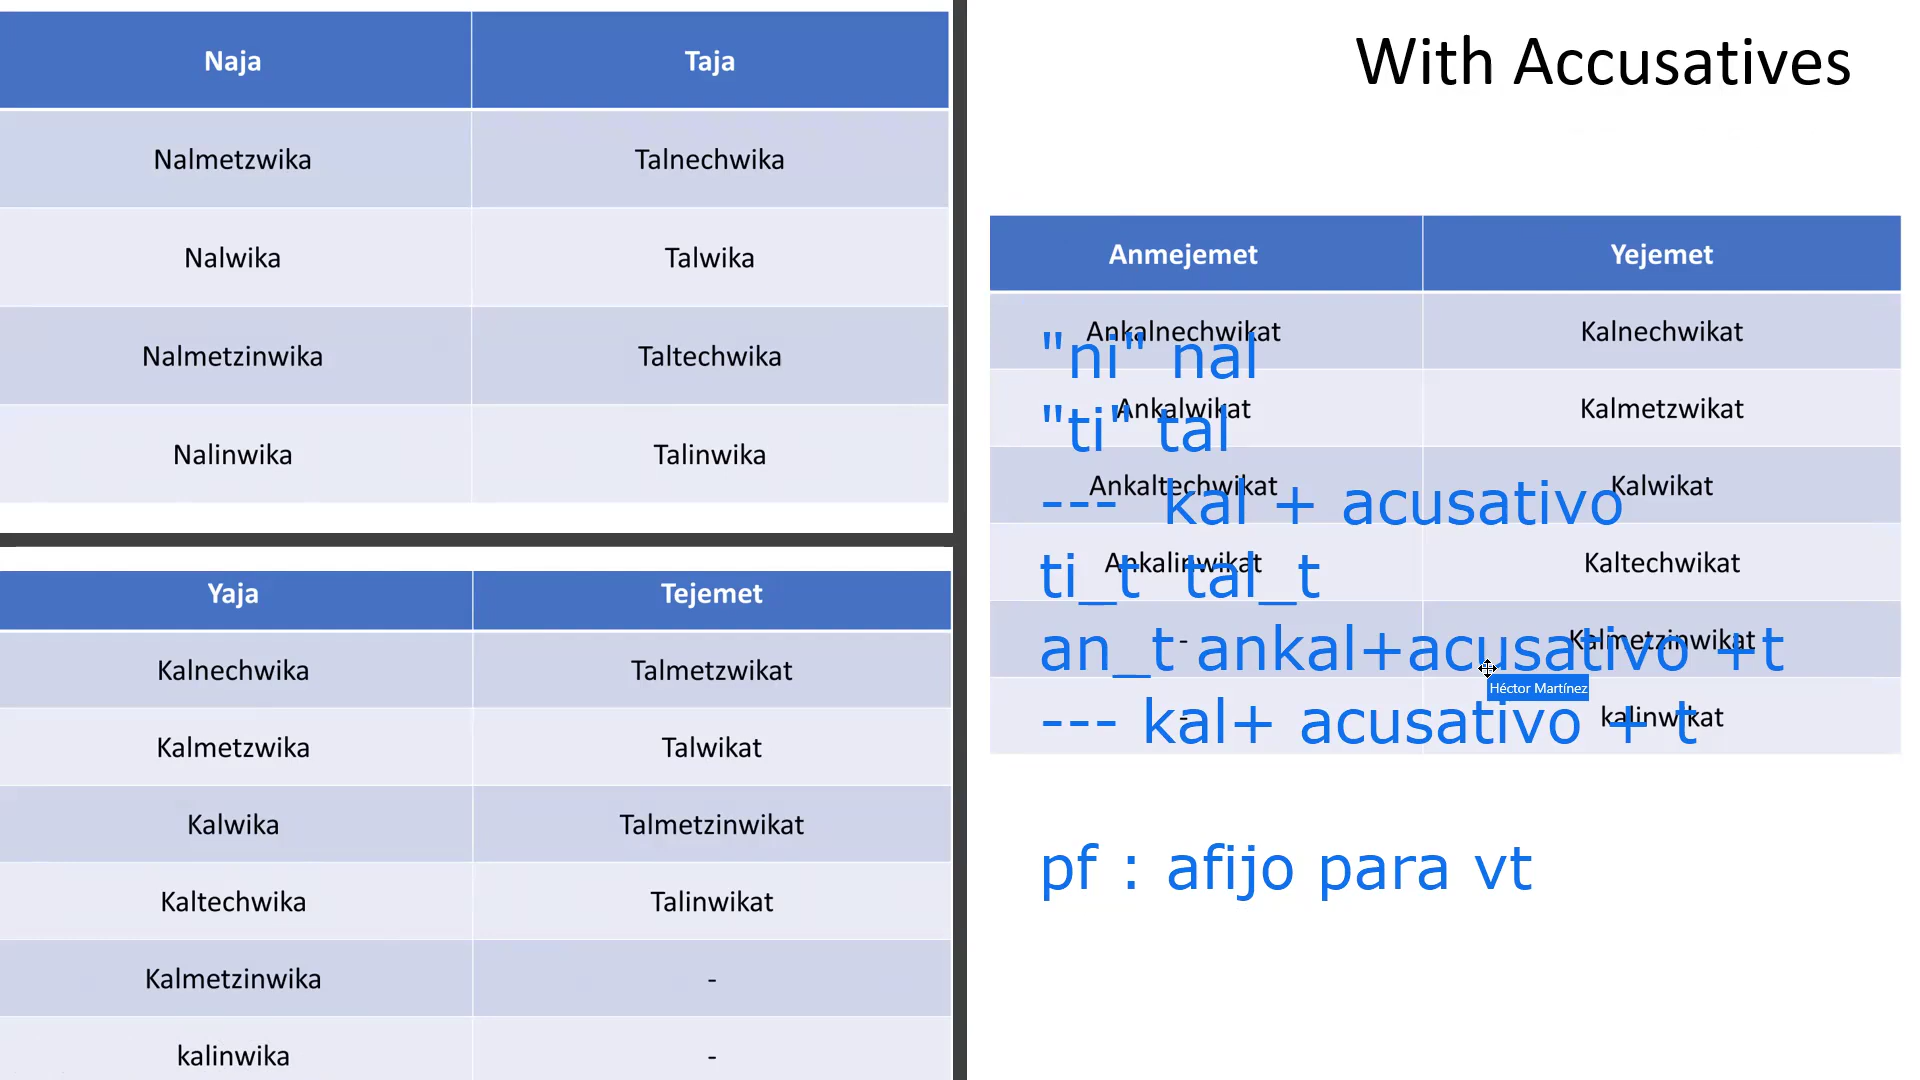 Naja Taja
Nalmetzwika Talnechwika
Nalwika Talwika
Nalmetzinwika Taltechwika
Nalinwika Talinwika
Yaja Tejemet
Kalnechwika Talmetzwikat
Kalmetzwika Talwikat
Kalwika Talmetzinwikat
Kaltechwika Talinwikat
Kalmetzinwika -
kalinwika -
With Accusatives
Anmejemet Yejemet
Ankalnechwikat Kalnechwikat
Ankalwikat Kalmetzwikat
Ankaltechwikat Kalwikat
Ankalinwikat Kaltechwikat
- Kalmetzinwikat
- kalinwikat
"ni" nal
"ti" tal
--- kal + acusativo
ti_t tal_t
an_t ankal+acusativo +t
--- kal+ acusativo + t
pf : afijo para vt
Héctor Martínez